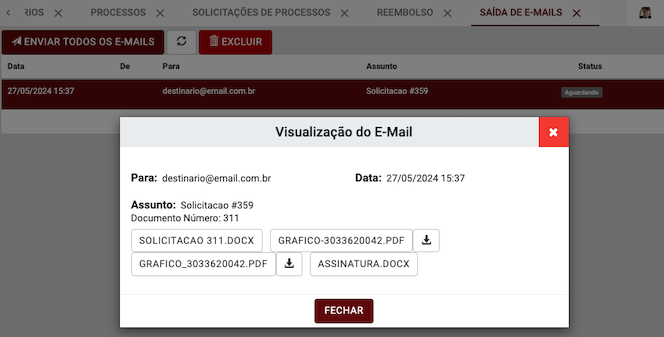 RIOS PROCESSOS SOLICITAÇÕES DE PROCESSOS REEMBOLSO SAÍDA DE E-MAILS
ENVIAR TODOS OS E-MAILS EXCLUIR
Data De Para Assunto Status
27/05/2024 15:37 destinario@email.com.br Solicitacao #359 Aguardando
Visualização do E-Mail
Para: destinario@email.com.br Data: 27/05/2024 15:37
Assunto: Solicitacao #359
Documento Número: 311
SOLICITACAO 311.DOCX GRAFICO-3033620042.PDF
GRAFICO_3033620042.PDF ASSINATURA.DOCX
FECHAR